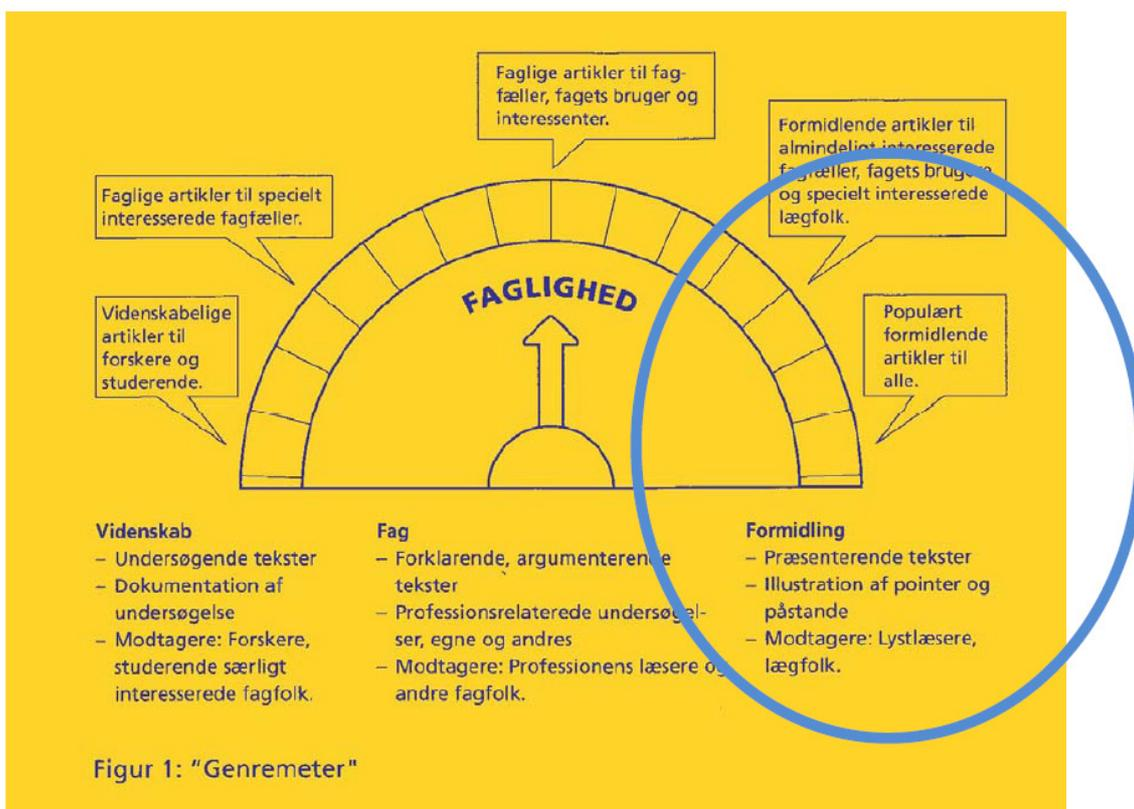 Faglige artikler til fag-
fæller, fagets bruger og
interessenter.
Formidlende artikler til
almindeligt interesserede
fagfæller, fagets brugere
og specielt interesserede
lægfolk.
Faglige artikler til specielt
interesserede fagfæller.
Videnskabelige
artikler til
forskere og
studerende.
Populært
formidlende
artikler til
alle.
FAGLIGHED
Videnskab
– Undersøgende tekster
– Dokumentation af
undersøgelse
– Modtagere: Forskere,
studerende særligt
interesserede fagfolk.
Fag
– Forklarende, argumenterende
tekster
– Professionsrelaterede undersøgel-
ser, egne og andres
– Modtagere: Professionens læsere og
andre fagfolk.
Formidling
– Præsenterende tekster
– Illustration af pointer og
påstande
– Modtagere: Lystlæsere,
lægfolk.
Figur 1: "Genremeter"